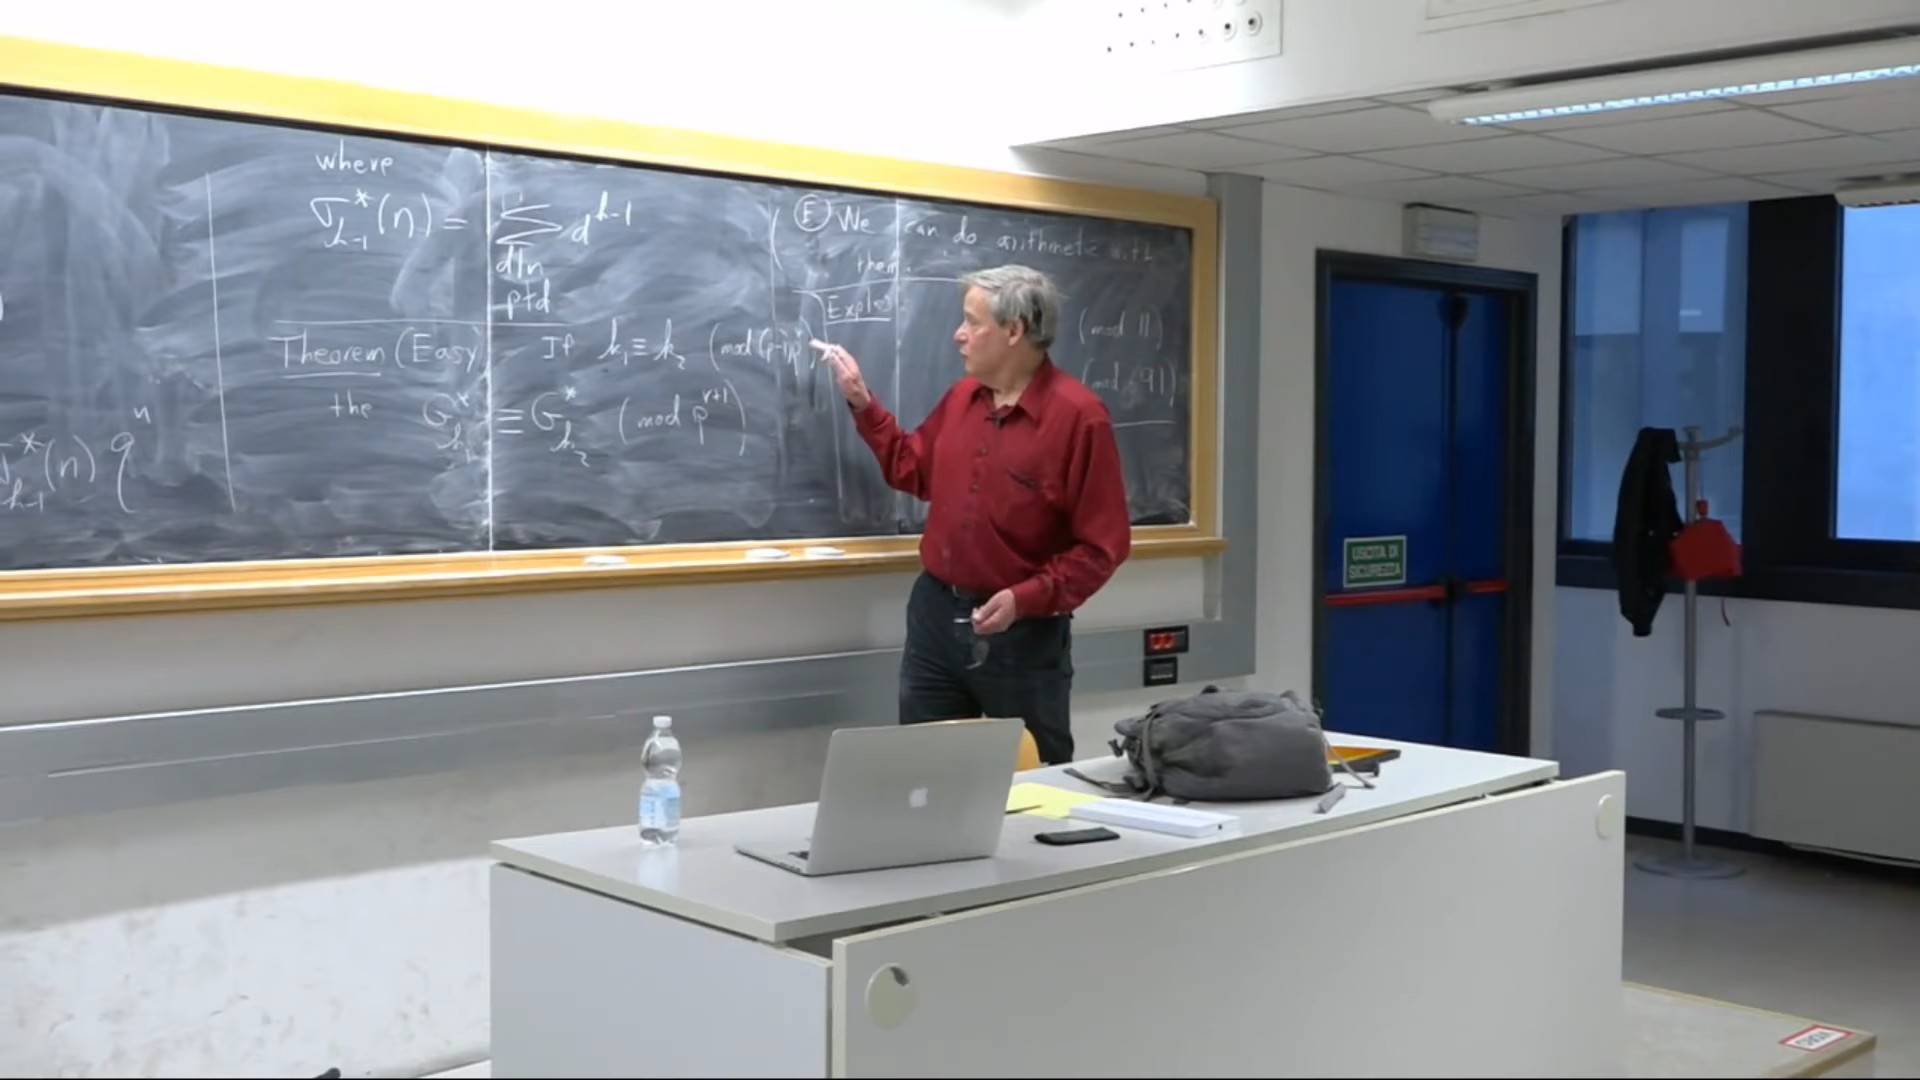 where
σ*ₕ₋₁(n) = Σ d^{h-1}
d|n
p∤d
Theorem (Easy) If k₁ ≡ k₂ (mod (p-1)p^r)
the G*_{k₁} ≡ G*_{k₂} (mod p^{r+1})
σ*ₕ₋₁(n) q^n
(E) We can do arithmetic with
them.
Exples
(mod 11)
(mod 691)
USCITA DI
SICUREZZA